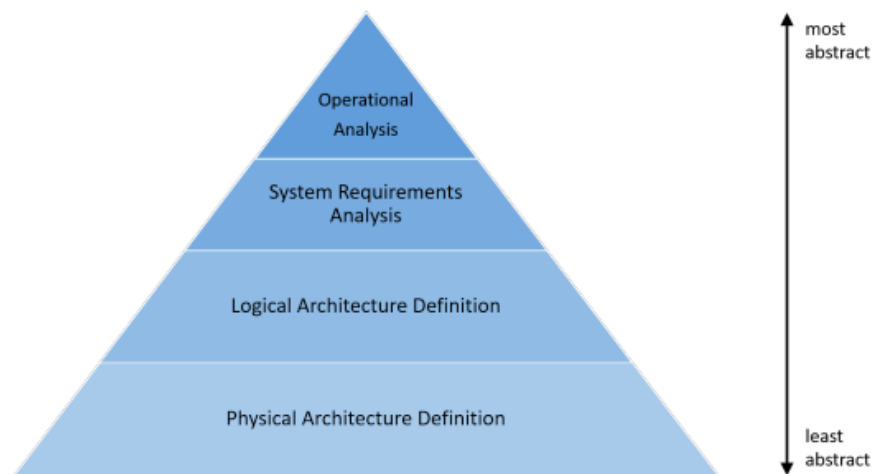 most
abstract
Operational
Analysis
System Requirements
Analysis
Logical Architecture Definition
Physical Architecture Definition
least
abstract